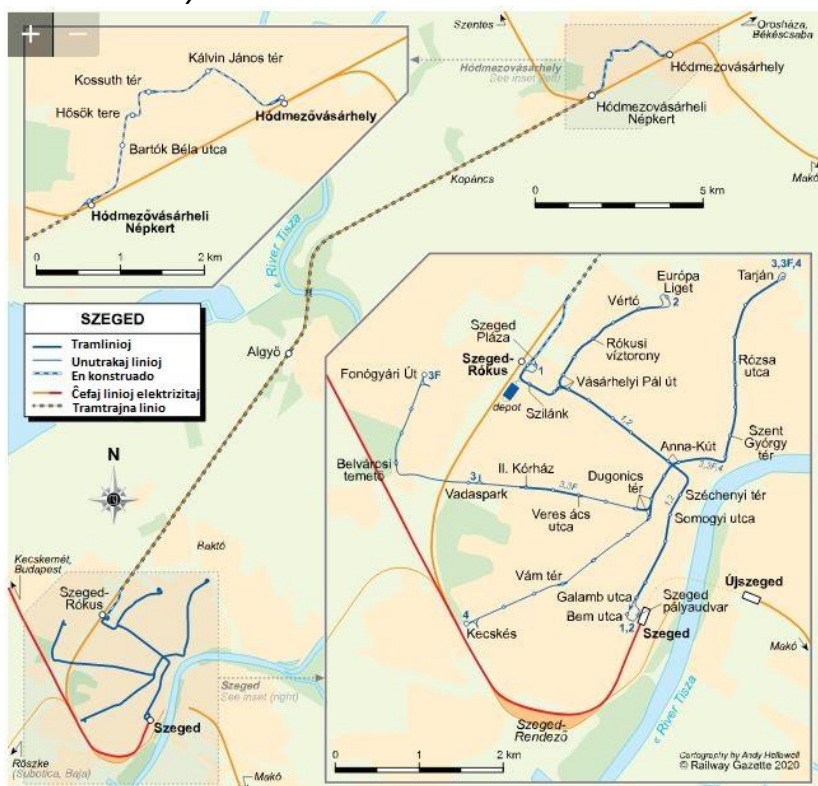 + −
Szentes
Orosháza,
Békéscsaba
Kálvin János tér
Kossuth tér
Hősök tere
Bartók Béla utca
Hódmezővásárhely
Hódmezővásárheli
Népkert
0 1 2 km
Hódmezővásárhely
See inset (left)
Hódmezővásárhely
Hódmezővásárheli
Népkert
Kopáncs
Makó
0 5 km
River Tisza
SZEGED
Tramlinioj
Unutrakaj linioj
En konstruado
Ĉefaj linioj elektrizitaj
Tramtrajna linio
Algyő
N
Baktó
Kecskemét,
Budapest
Szeged-
Rókus
Szeged
See inset (right)
Szeged
Röszke
(Subotica, Baja)
Makó
3,3F,4
Tarján
Európa
Liget
2
Vértó
Szeged
Pláza
Szeged-
Rókus
1
Rókusi
víztorony
Rózsa
utca
Fonógyári Út
3F
Vásárhelyi Pál út
depot
Szilánk
1,2
Szent
György
tér
Anna-Kút
3,3F,4
Belvárosi
temető
II. Kórház
3
3,3F
Dugonics
tér
Vadaspark
Veres ács
utca
1,2
Széchenyi tér
Somogyi utca
Vám tér
Galamb utca
Szeged
pályaudvar
Újszeged
4
Kecskés
Bem utca
1,2
Szeged
Makó
Szeged-
Rendező
River Tisza
0 1 2 km
Cartography by Andy Hellawell
© Railway Gazette 2020